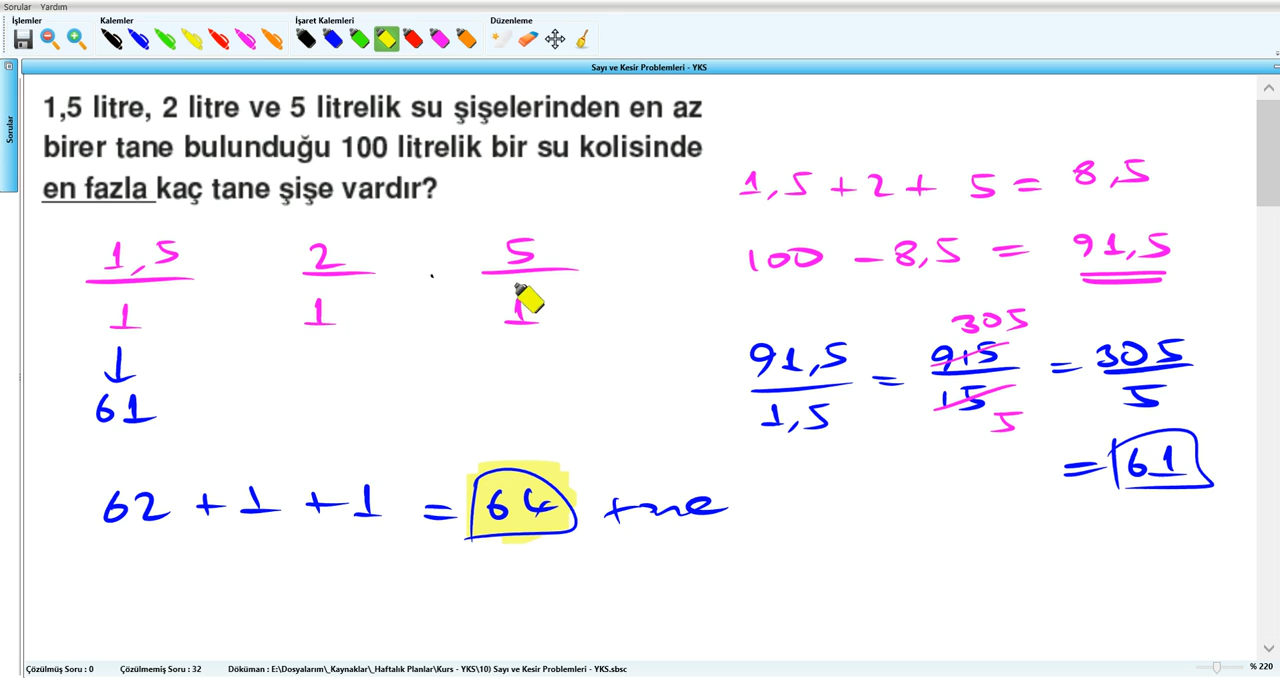 Sorular Yardım
İşlemler Kalemler İşaret Kalemleri Düzenleme
Sayı ve Kesir Problemleri - YKS
Sorular
1,5 litre, 2 litre ve 5 litrelik su şişelerinden en az
birer tane bulunduğu 100 litrelik bir su kolisinde
en fazla kaç tane şişe vardır?
1,5 + 2 + 5 = 8,5
100 - 8,5 = 91,5
1,5 2 5
1 1 1
↓
61
305
91,5 = 915 = 305
1,5 15 5
5
= 61
62 + 1 + 1 = 64 tane
Çözülmüş Soru : 0 Çözülmemiş Soru : 32 Döküman : E:\Dosyalarım\_Kaynaklar\_Haftalık Planlar\Kurs - YKS\10) Sayı ve Kesir Problemleri - YKS.sbsc % 220